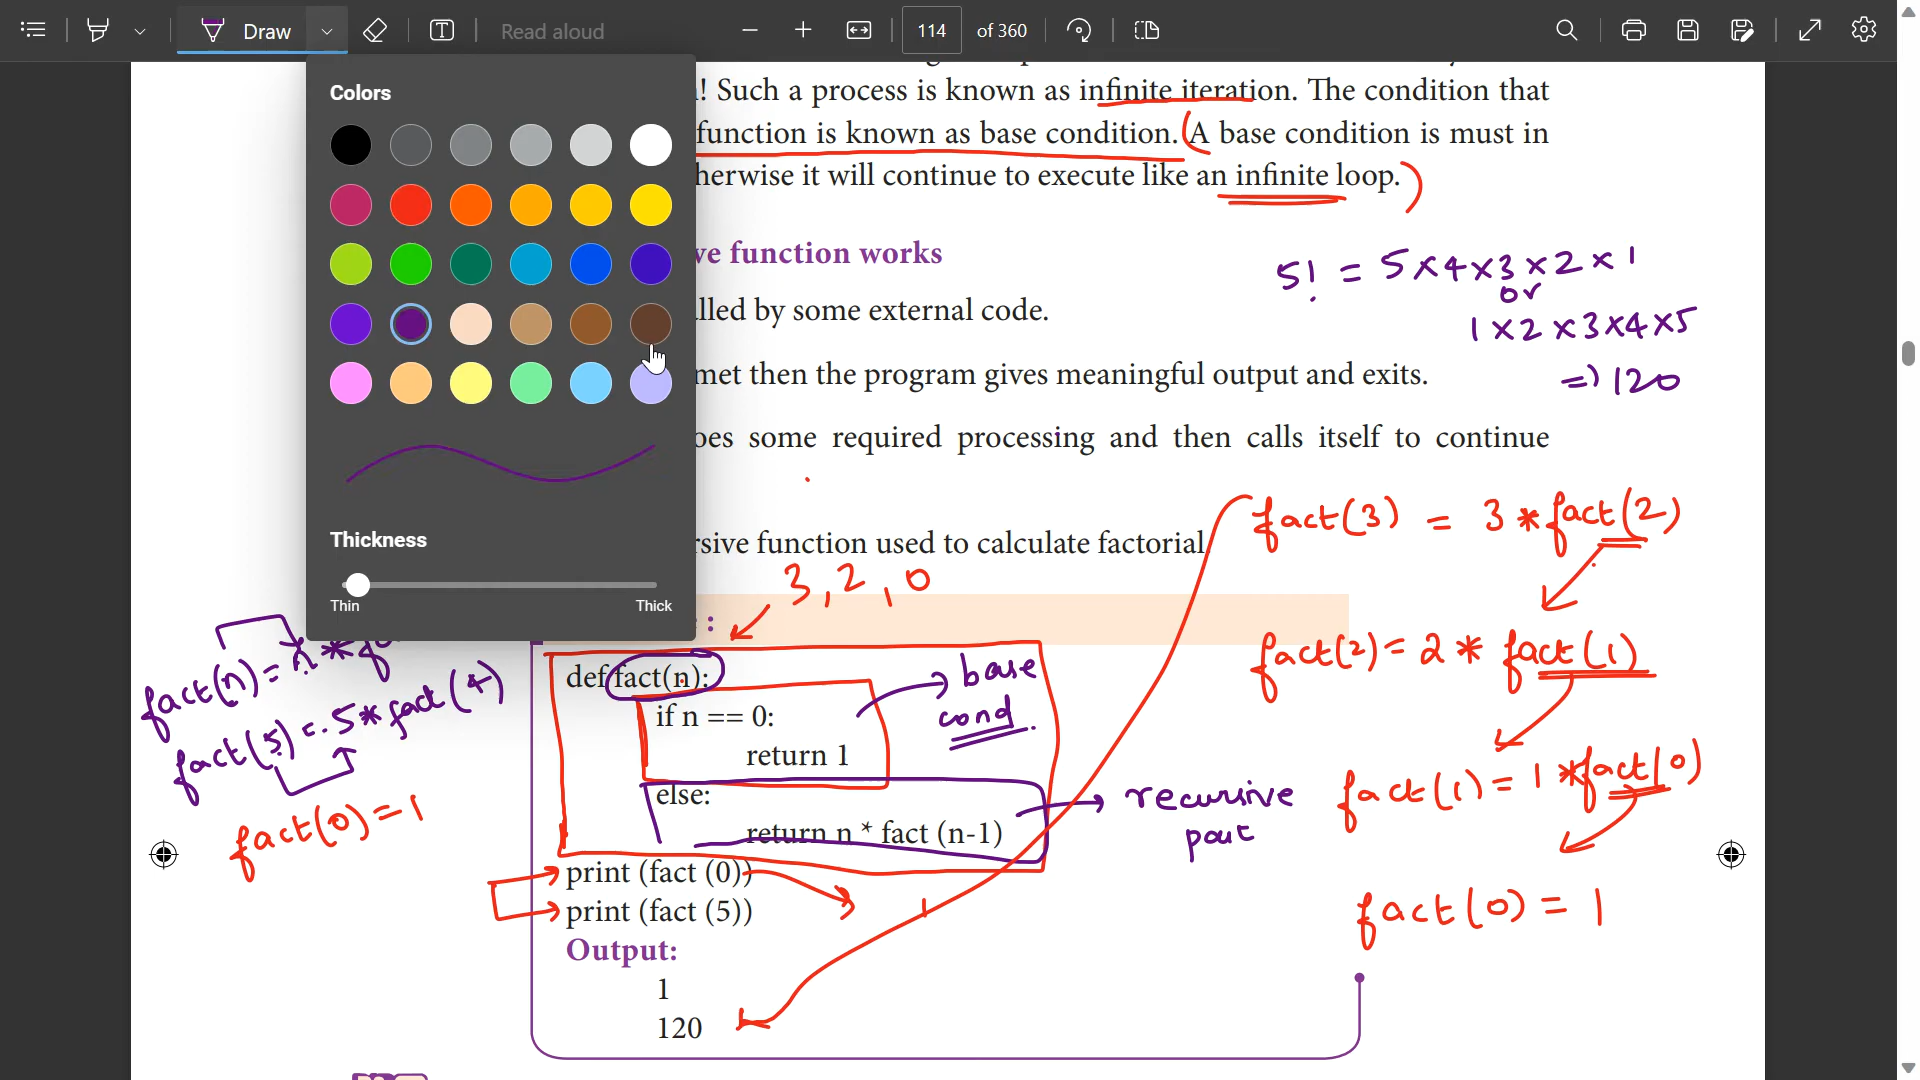 Draw
Read aloud
114 of 360
Colors
Thickness
Thin Thick
! Such a process is known as infinite iteration. The condition that
function is known as base condition. (A base condition is must in
herwise it will continue to execute like an infinite loop.)
ve function works
5! = 5 x 4 x 3 x 2 x 1
or
1 x 2 x 3 x 4 x 5
=) 120
lled by some external code.
met then the program gives meaningful output and exits.
oes some required processing and then calls itself to continue
rsive function used to calculate factorial.
3, 2, 0
fact(3) = 3 * fact(2)
fact(2) = 2 * fact(1)
fact(1) = 1 * fact(0)
fact(0) = 1
fact(n) = n *
fact(5) = 5 * fact(4)
fact(0) = 1
:
def fact(n):
if n == 0:
return 1
else:
return n * fact (n-1)
print (fact (0))
print (fact (5))
Output:
1
120
base
cond.
recursive
part
1